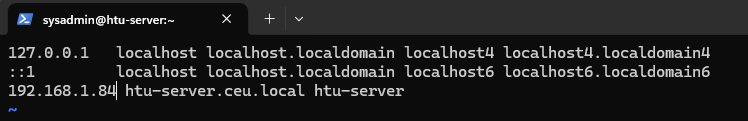 sysadmin@htu-server:~
127.0.0.1   localhost localhost.localdomain localhost4 localhost4.localdomain4
::1         localhost localhost.localdomain localhost6 localhost6.localdomain6
192.168.1.84 htu-server.ceu.local htu-server
~